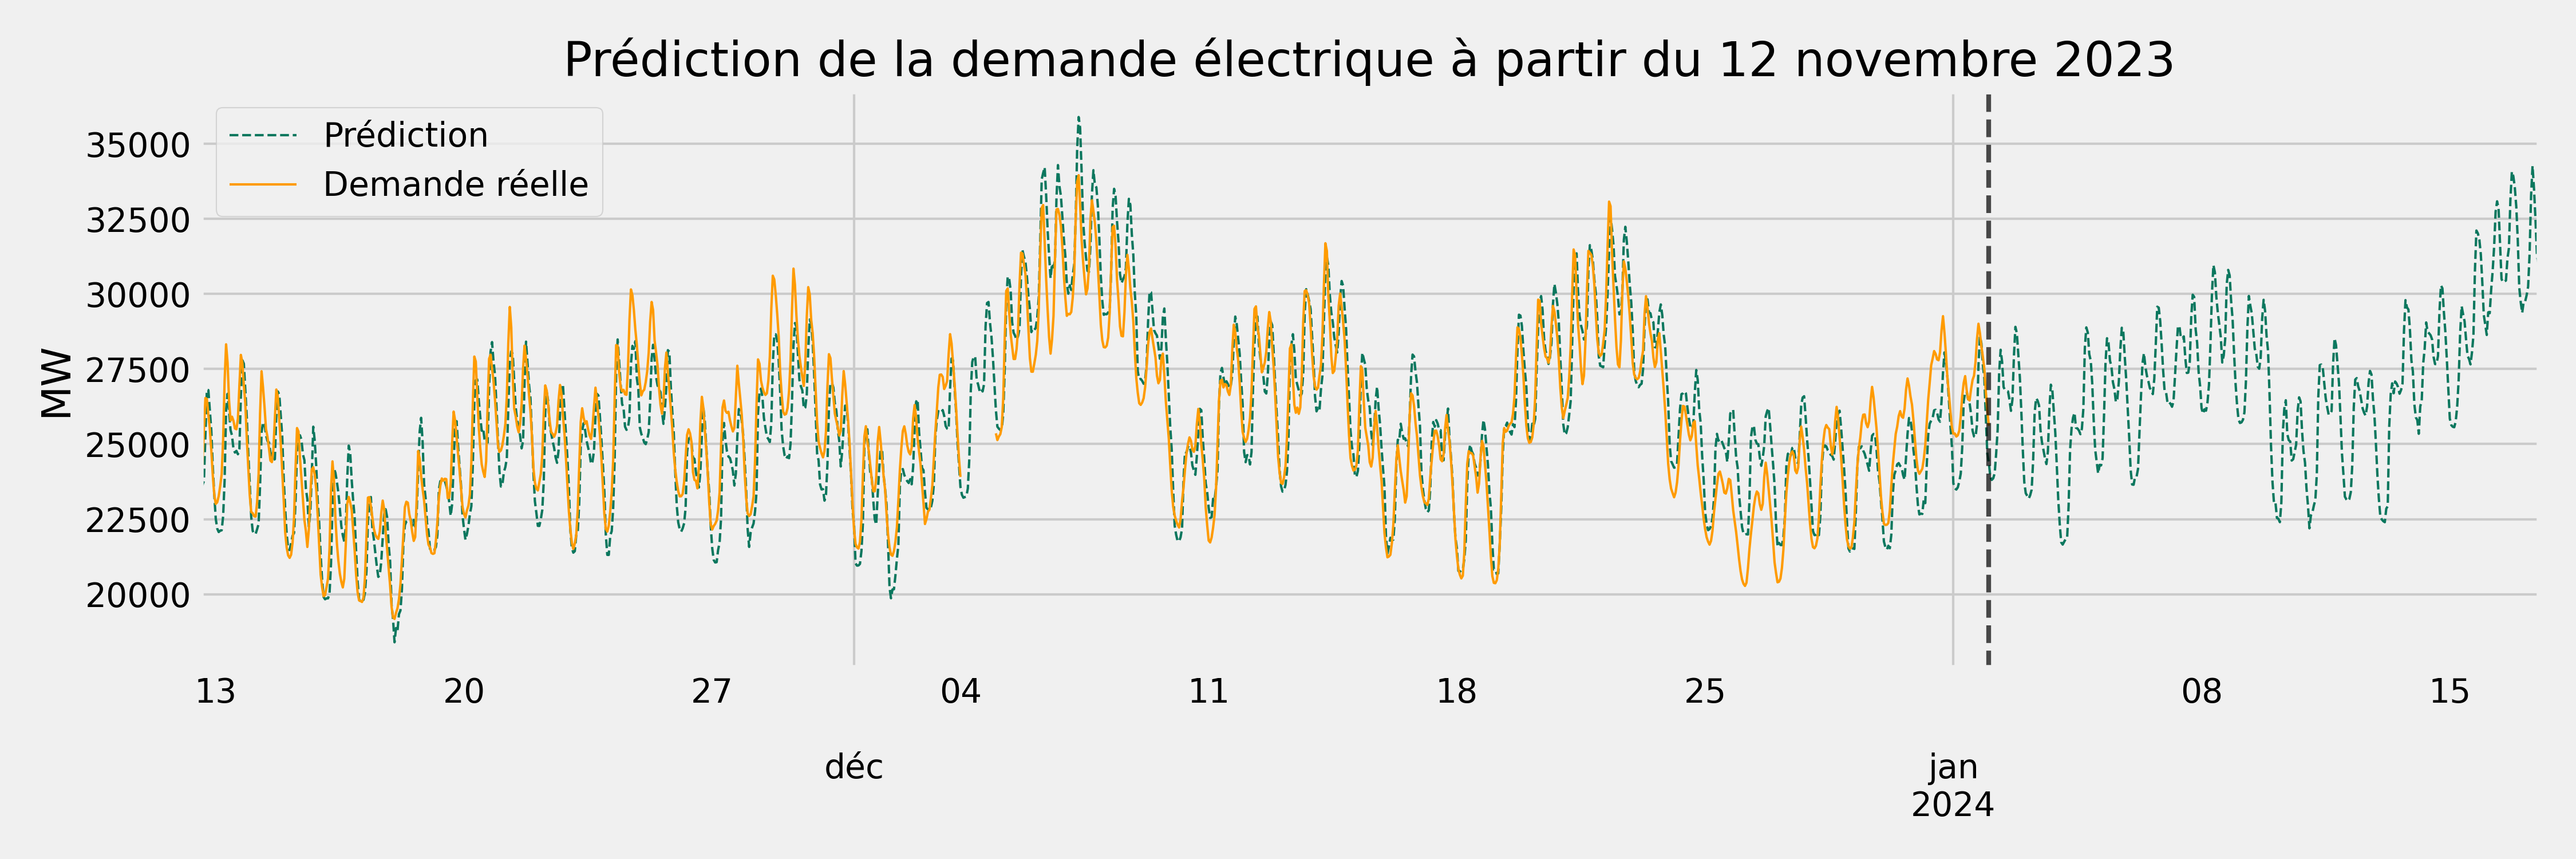 Prédiction de la demande électrique à partir du 12 novembre 2023
Prédiction
Demande réelle
MW
35000
32500
30000
27500
25000
22500
20000
13 20 27 04 11 18 25 08 15
déc jan
2024